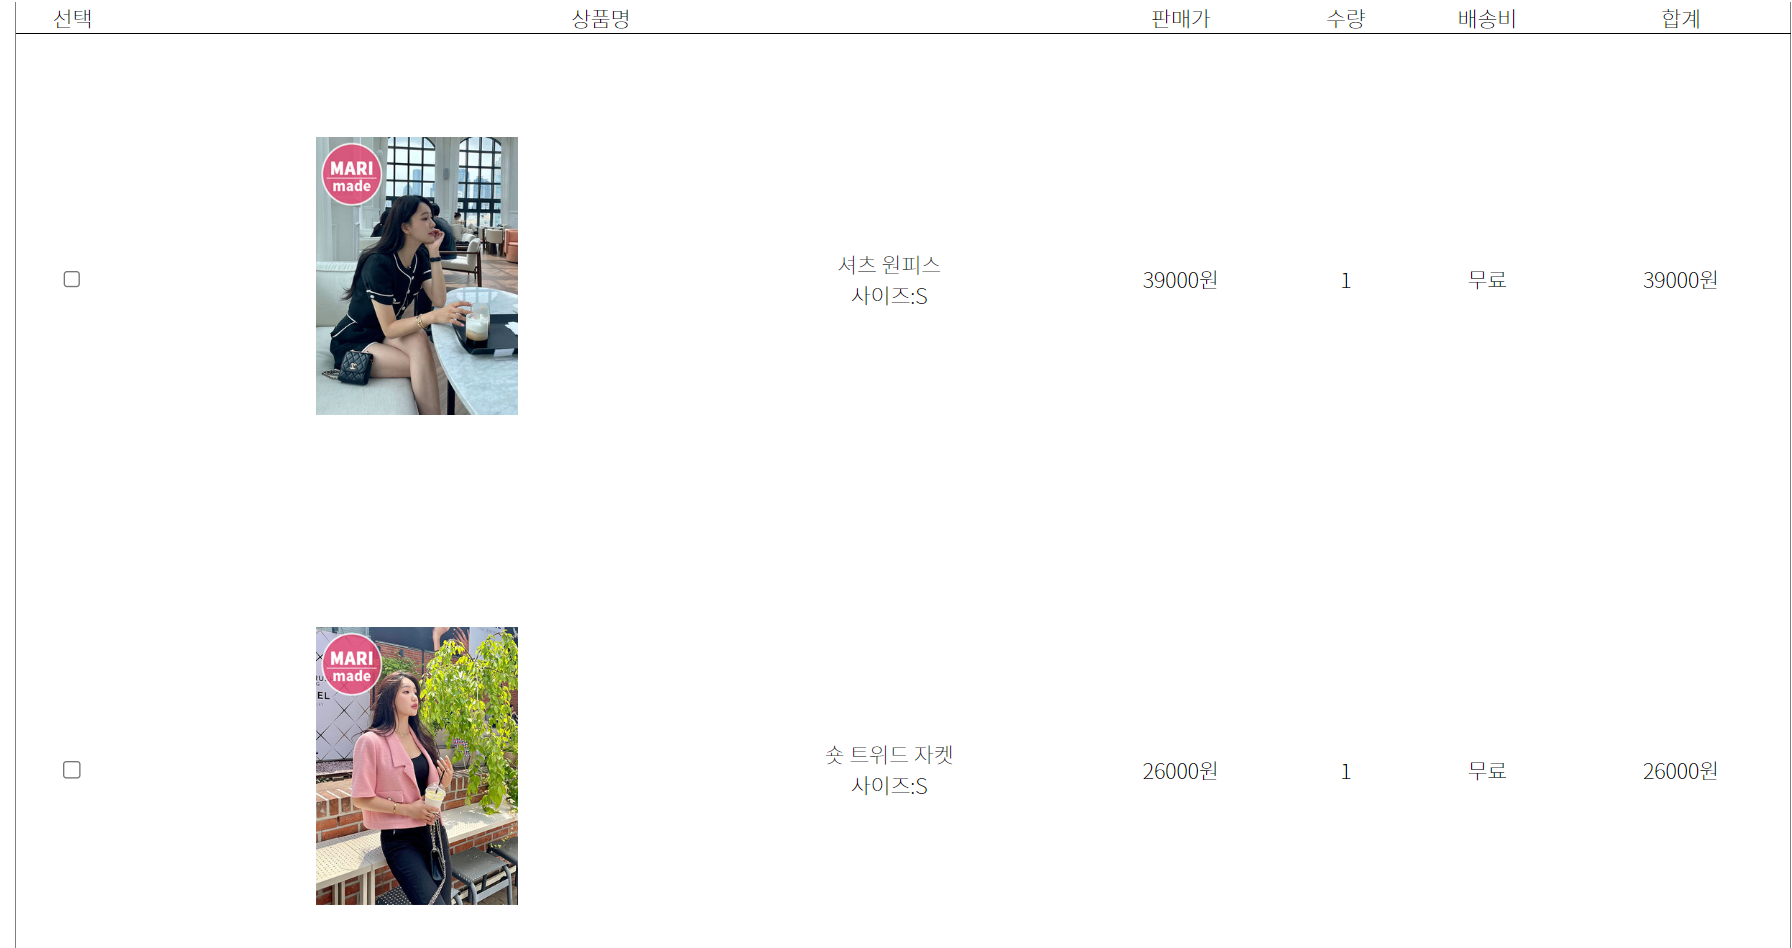 선택 상품명 판매가 수량 배송비 합계
MARI
made
셔츠 원피스
사이즈:S
39000원 1 무료 39000원
MARI
made
EL
숏 트위드 자켓
사이즈:S
26000원 1 무료 26000원